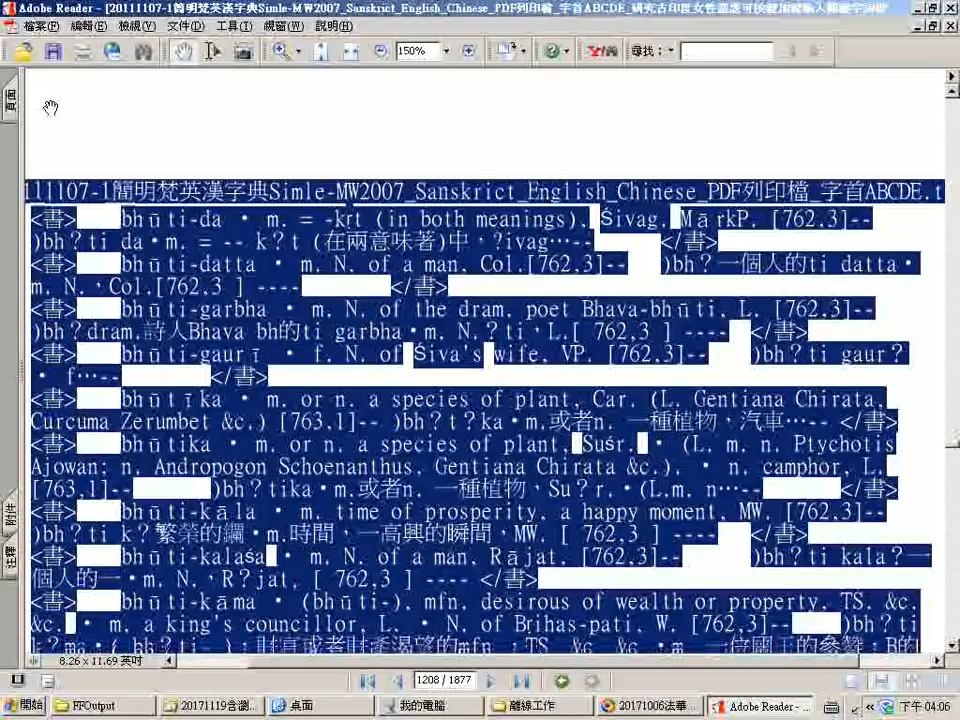 Adobe Reader - [20111107-1簡明梵英漢字典Simle-MW2007_Sanskrict_English_Chinese_PDF列印檔_字首ABCDE_
檔案(F) 編輯(E) 檢視(V) 文件(D) 工具(T) 視窗(W) 說明(H)
150% 尋找:
頁面
111107-1簡明梵英漢字典Simle-MW2007_Sanskrict_English_Chinese_PDF列印檔_字首ABCDE.t
<書> bhūti-da · m. = -kṛt (in both meanings), Śivag, MārkP. [762,3]--
)bh?ti da·m. = -- k?t (在兩意味著)中,?ivag…-- </書>
<書> bhūti-datta · m. N. of a man, Col.[762,3]-- )bh?一個人的ti datta·
m. N.,Col.[762,3 ] ---- </書>
<書> bhūti-garbha · m. N. of the dram. poet Bhava-bhūti, L. [762,3]--
)bh?dram.詩人Bhava bh的ti garbha·m. N.?ti,L.[ 762,3 ] ---- </書>
<書> bhūti-gaurī · f. N. of Śiva's wife, VP. [762,3]-- )bh?ti gaur?
· f…-- </書>
<書> bhūtīka · m. or n. a species of plant, Car. (L. Gentiana Chirata,
Curcuma Zerumbet &c.) [763,1]-- )bh?t?ka·m.或者n. 一種植物、汽車…-- </書>
<書> bhūtika · m. or n. a species of plant, Suśr. · (L. m. n. Ptychotis
Ajowan; n. Andropogon Schoenanthus, Gentiana Chirata &c.). · n. camphor, L.
[763,1]-- )bh?tika·m.或者n. 一種植物、Su?r.·(L.m. n…-- </書>
<書> bhūti-kāla · m. time of prosperity, a happy moment, MW. [762,3]--
)bh?ti k?繁榮的鑭·m.時間,一高興的瞬間,MW. [ 762,3 ] ---- </書>
<書> bhūti-kalaśa · m. N. of a man, Rājat. [762,3]-- )bh?ti kala?一
個人的一·m. N.,R?jat. [ 762,3 ] ---- </書>
<書> bhūti-kāma · (bhūti-), mfn. desirous of wealth or property, TS. &c.
&c. · m. a king's councillor, L. · N. of Brihas-pati, W. [762,3]-- )bh?ti
附件
注釋
8.26 x 11.69 英吋
1208 / 1877
開始 FFOutput 20171119含瀏... 桌面 我的電腦 離線工作 20171006法華... Adobe Reader - ... 下午 04:06